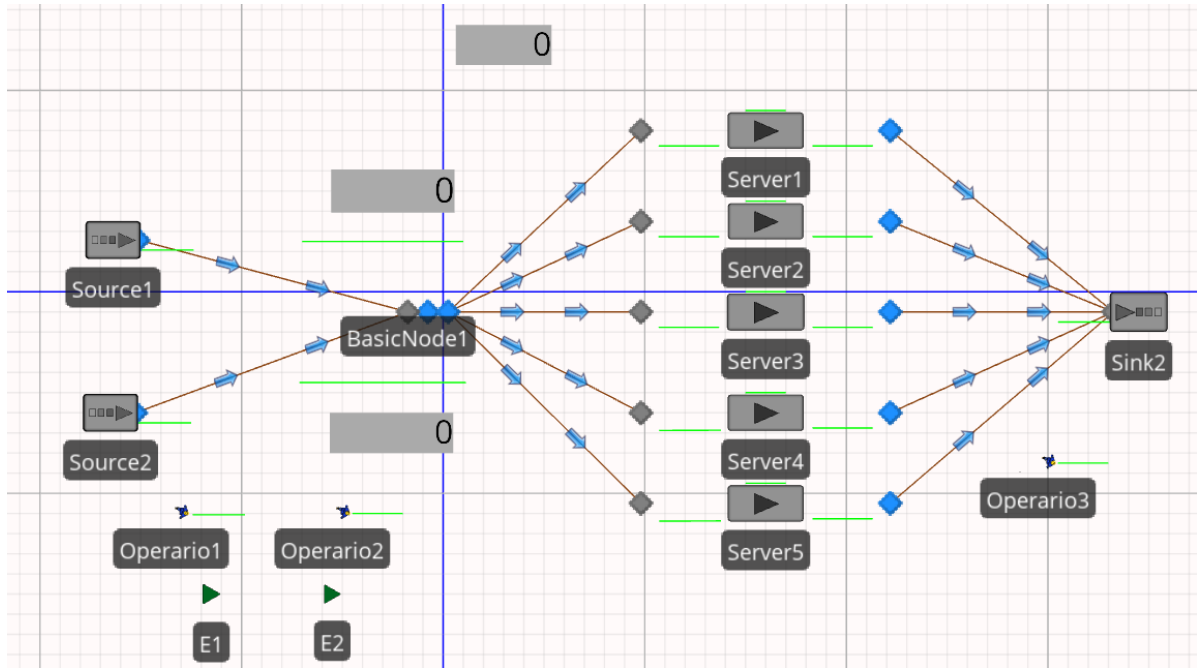 0
Server1
0
Server2
Source1
BasicNode1
Server3
Sink2
0
Source2
Server4
Operario3
Operario1
Operario2
Server5
E1
E2